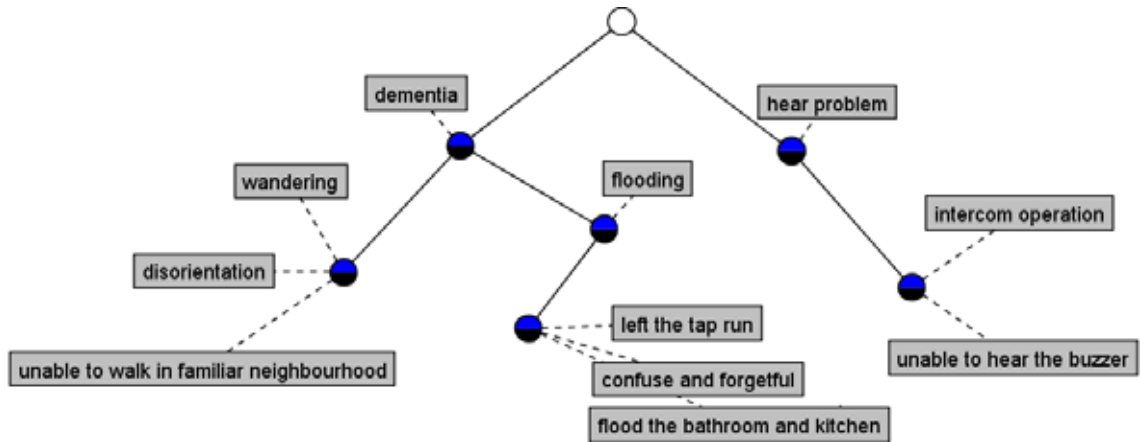 dementia
hear problem
wandering
flooding
intercom operation
disorientation
left the tap run
unable to walk in familiar neighbourhood
unable to hear the buzzer
confuse and forgetful
flood the bathroom and kitchen